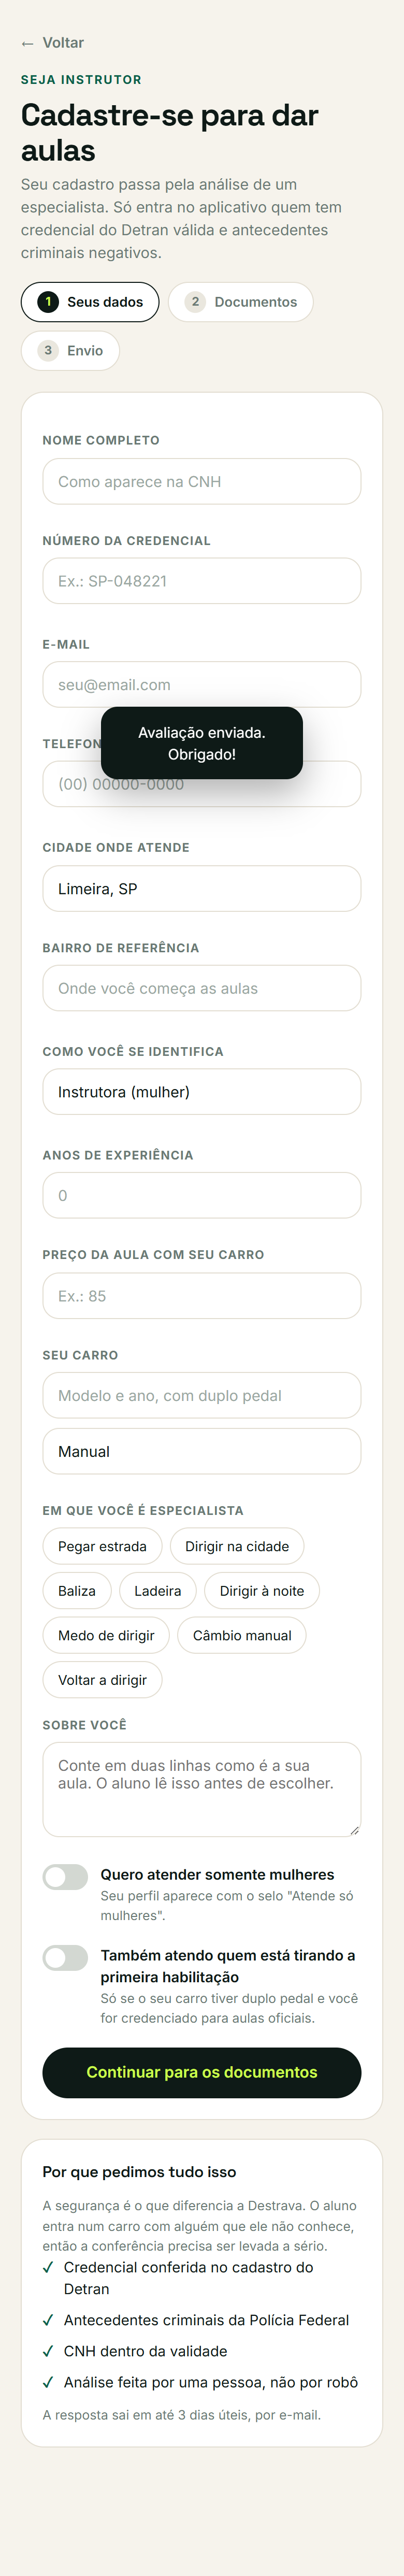 ← Voltar
SEJA INSTRUTOR
Cadastre-se para dar
aulas
Seu cadastro passa pela análise de um
especialista. Só entra no aplicativo quem tem
credencial do Detran válida e antecedentes
criminais negativos.
1 Seus dados
2 Documentos
3 Envio
NOME COMPLETO
Como aparece na CNH
NÚMERO DA CREDENCIAL
Ex.: SP-048221
E-MAIL
seu@email.com
Avaliação enviada.
Obrigado!
TELEFON
(00) 00000-0000
CIDADE ONDE ATENDE
Limeira, SP
BAIRRO DE REFERÊNCIA
Onde você começa as aulas
COMO VOCÊ SE IDENTIFICA
Instrutora (mulher)
ANOS DE EXPERIÊNCIA
0
PREÇO DA AULA COM SEU CARRO
Ex.: 85
SEU CARRO
Modelo e ano, com duplo pedal
Manual
EM QUE VOCÊ É ESPECIALISTA
Pegar estrada
Dirigir na cidade
Baliza
Ladeira
Dirigir à noite
Medo de dirigir
Câmbio manual
Voltar a dirigir
SOBRE VOCÊ
Conte em duas linhas como é a sua
aula. O aluno lê isso antes de escolher.
Quero atender somente mulheres
Seu perfil aparece com o selo "Atende só
mulheres".
Também atendo quem está tirando a
primeira habilitação
Só se o seu carro tiver duplo pedal e você
for credenciado para aulas oficiais.
Continuar para os documentos
Por que pedimos tudo isso
A segurança é o que diferencia a Destrava. O aluno
entra num carro com alguém que ele não conhece,
então a conferência precisa ser levada a sério.
✓ Credencial conferida no cadastro do
Detran
✓ Antecedentes criminais da Polícia Federal
✓ CNH dentro da validade
✓ Análise feita por uma pessoa, não por robô
A resposta sai em até 3 dias úteis, por e-mail.